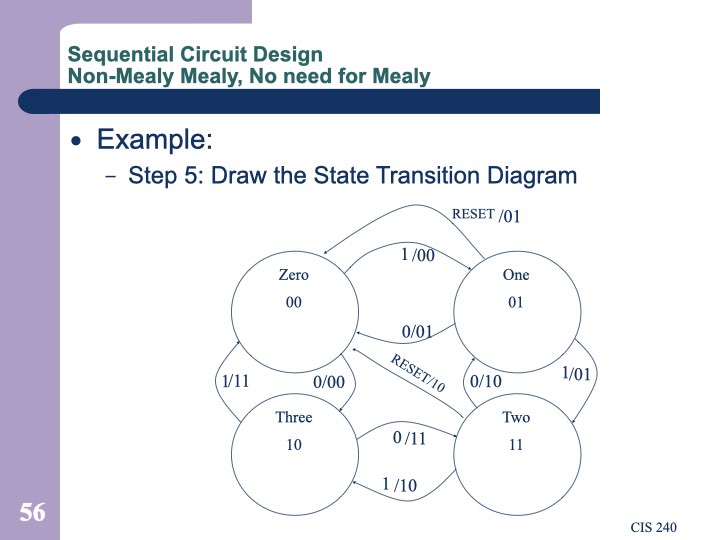 Sequential Circuit Design
Non-Mealy Mealy, No need for Mealy
• Example:
– Step 5: Draw the State Transition Diagram
RESET /01
1 /00
Zero
00
One
01
0/01
RESET/10
1/11
0/00
0/10
1/01
Three
10
Two
11
0 /11
1 /10
56
CIS 240